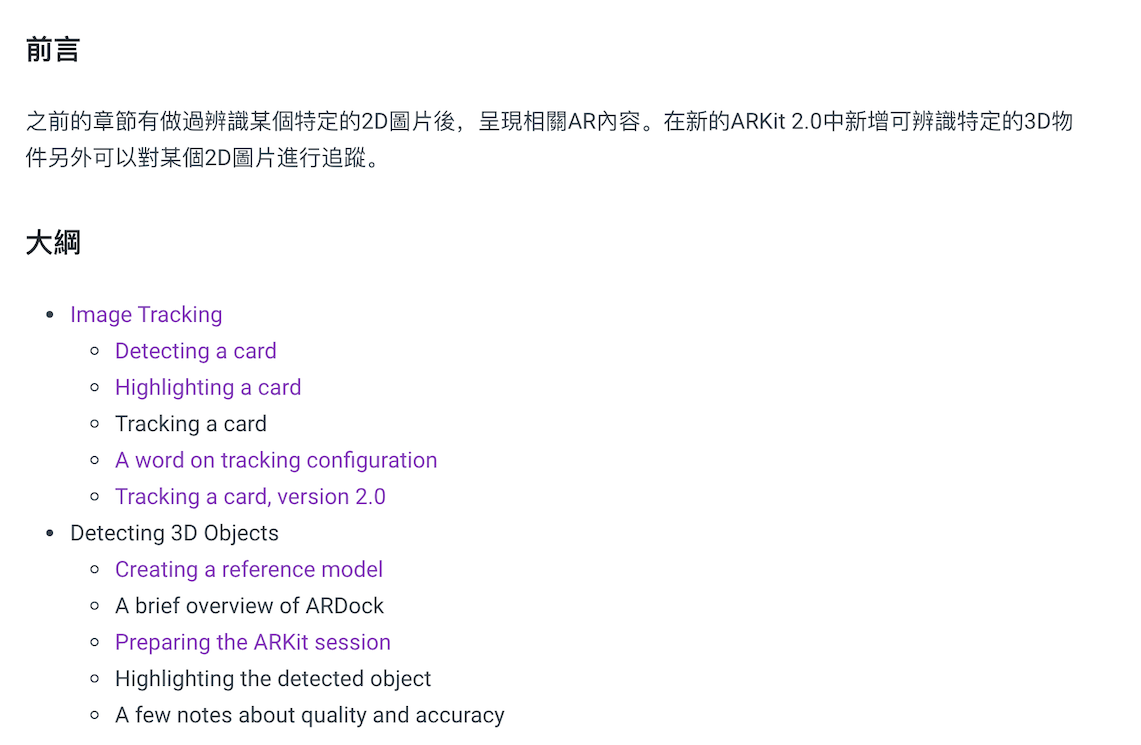 前言
之前的章節有做過辨識某個特定的2D圖片後，呈現相關AR內容。在新的ARKit 2.0中新增可辨識特定的3D物
件另外可以對某個2D圖片進行追蹤。
大綱
Image Tracking
Detecting a card
Highlighting a card
Tracking a card
A word on tracking configuration
Tracking a card, version 2.0
Detecting 3D Objects
Creating a reference model
A brief overview of ARDock
Preparing the ARKit session
Highlighting the detected object
A few notes about quality and accuracy